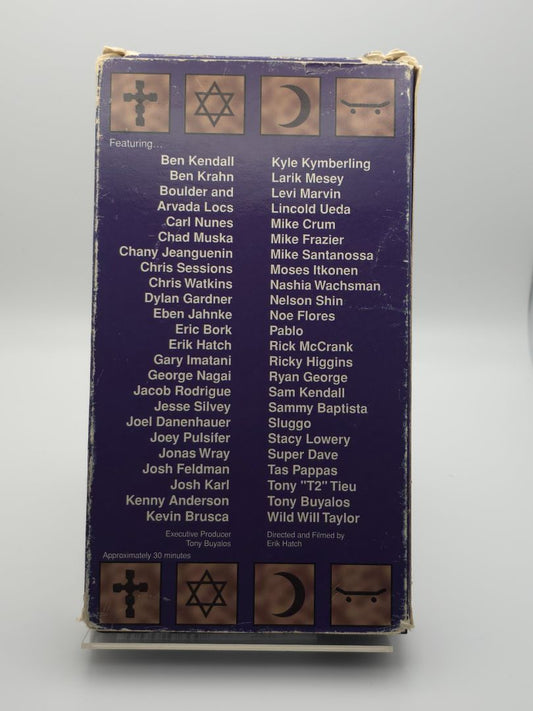 Featuring...
Ben Kendall
Ben Krahn
Boulder and
Arvada Locs
Carl Nunes
Chad Muska
Chany Jeanguenin
Chris Sessions
Chris Watkins
Dylan Gardner
Eben Jahnke
Eric Bork
Erik Hatch
Gary Imatani
George Nagai
Jacob Rodrigue
Jesse Silvey
Joel Danenhauer
Joey Pulsifer
Jonas Wray
Josh Feldman
Josh Karl
Kenny Anderson
Kevin Brusca
Kyle Kymberling
Larik Mesey
Levi Marvin
Lincold Ueda
Mike Crum
Mike Frazier
Mike Santanossa
Moses Itkonen
Nashia Wachsman
Nelson Shin
Noe Flores
Pablo
Rick McCrank
Ricky Higgins
Ryan George
Sam Kendall
Sammy Baptista
Sluggo
Stacy Lowery
Super Dave
Tas Pappas
Tony "T2" Tieu
Tony Buyalos
Wild Will Taylor
Executive Producer
Tony Buyalos
Directed and Filmed by
Erik Hatch
Approximately 30 minutes